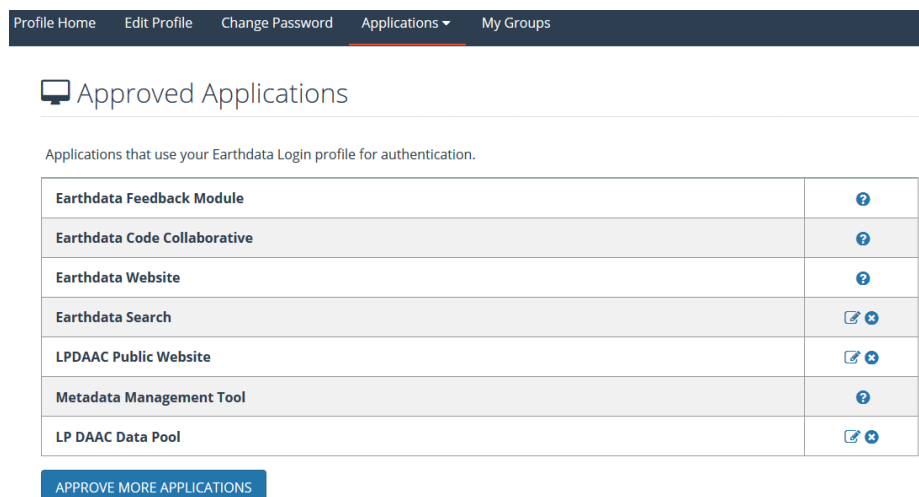 Profile Home Edit Profile Change Password Applications My Groups
Approved Applications
Applications that use your Earthdata Login profile for authentication.
Earthdata Feedback Module
Earthdata Code Collaborative
Earthdata Website
Earthdata Search
LPDAAC Public Website
Metadata Management Tool
LP DAAC Data Pool
APPROVE MORE APPLICATIONS